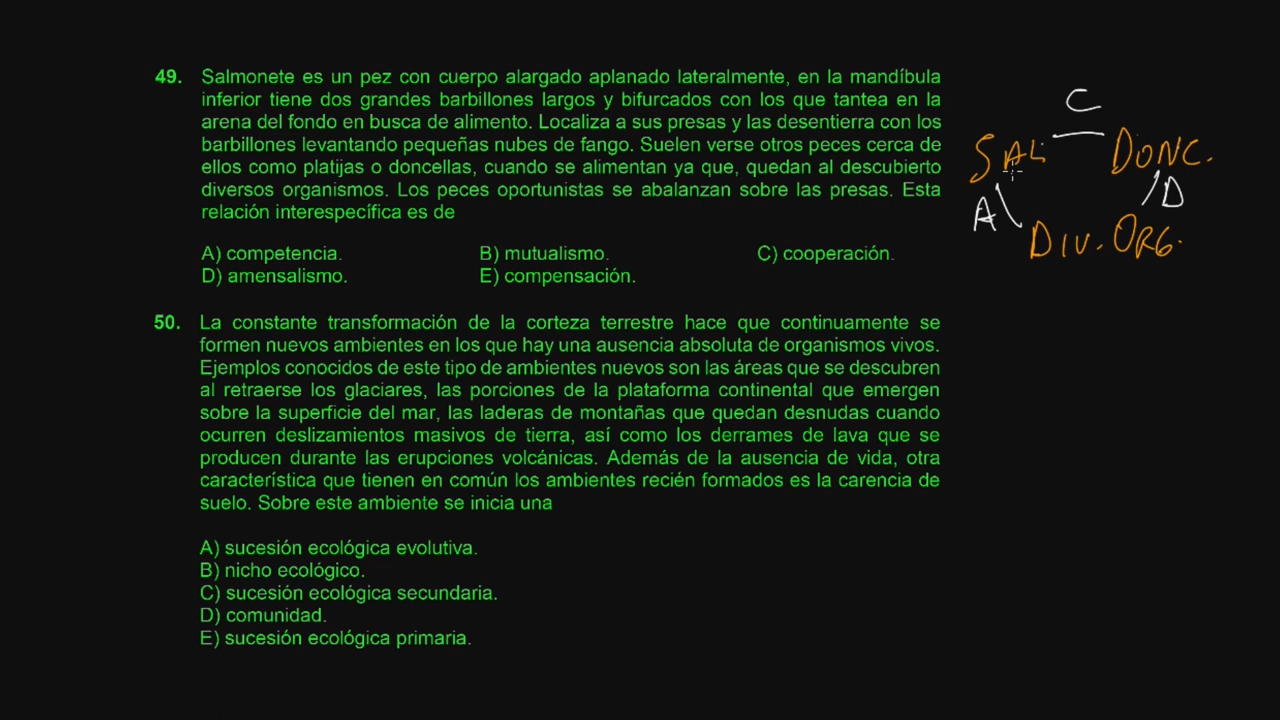 49. Salmonete es un pez con cuerpo alargado aplanado lateralmente, en la mandíbula
inferior tiene dos grandes barbillones largos y bifurcados con los que tantea en la
arena del fondo en busca de alimento. Localiza a sus presas y las desentierra con los
barbillones levantando pequeñas nubes de fango. Suelen verse otros peces cerca de
ellos como platijas o doncellas, cuando se alimentan ya que, quedan al descubierto
diversos organismos. Los peces oportunistas se abalanzan sobre las presas. Esta
relación interespecífica es de
A) competencia. B) mutualismo. C) cooperación.
D) amensalismo. E) compensación.
50. La constante transformación de la corteza terrestre hace que continuamente se
formen nuevos ambientes en los que hay una ausencia absoluta de organismos vivos.
Ejemplos conocidos de este tipo de ambientes nuevos son las áreas que se descubren
al retraerse los glaciares, las porciones de la plataforma continental que emergen
sobre la superficie del mar, las laderas de montañas que quedan desnudas cuando
ocurren deslizamientos masivos de tierra, así como los derrames de lava que se
producen durante las erupciones volcánicas. Además de la ausencia de vida, otra
característica que tienen en común los ambientes recién formados es la carencia de
suelo. Sobre este ambiente se inicia una
A) sucesión ecológica evolutiva.
B) nicho ecológico.
C) sucesión ecológica secundaria.
D) comunidad.
E) sucesión ecológica primaria.
C
SAL DONC.
A D
DIV. ORG.